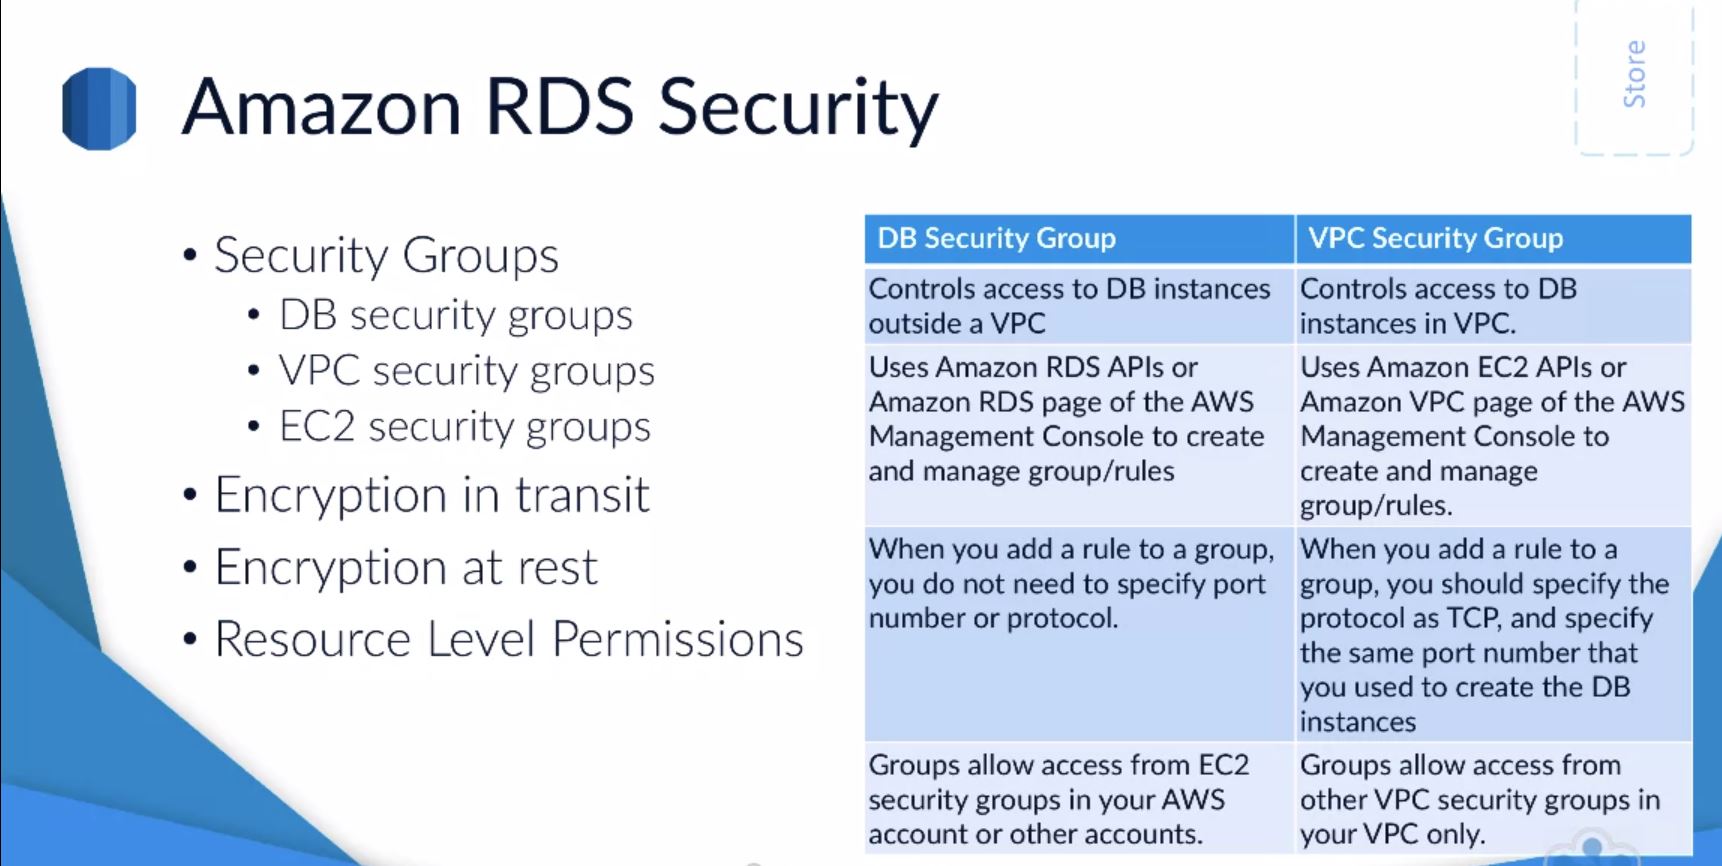 Store
Amazon RDS Security
• Security Groups
• DB security groups
• VPC security groups
• EC2 security groups
• Encryption in transit
• Encryption at rest
• Resource Level Permissions
DB Security Group
VPC Security Group
Controls access to DB instances
outside a VPC
Controls access to DB
instances in VPC.
Uses Amazon RDS APIs or
Amazon RDS page of the AWS
Management Console to create
and manage group/rules
Uses Amazon EC2 APIs or
Amazon VPC page of the AWS
Management Console to
create and manage
group/rules.
When you add a rule to a group,
you do not need to specify port
number or protocol.
When you add a rule to a
group, you should specify the
protocol as TCP, and specify
the same port number that
you used to create the DB
instances
Groups allow access from EC2
security groups in your AWS
account or other accounts.
Groups allow access from
other VPC security groups in
your VPC only.